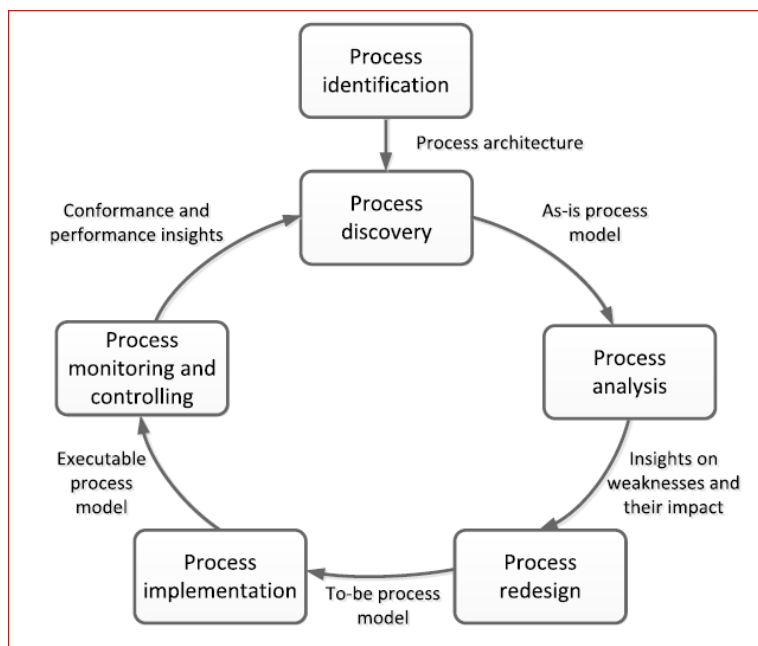 Process
identification
Process architecture
Process
discovery
As-is process
model
Process
analysis
Insights on
weaknesses and
their impact
Process
redesign
To-be process
model
Process
implementation
Executable
process
model
Process
monitoring and
controlling
Conformance and
performance insights